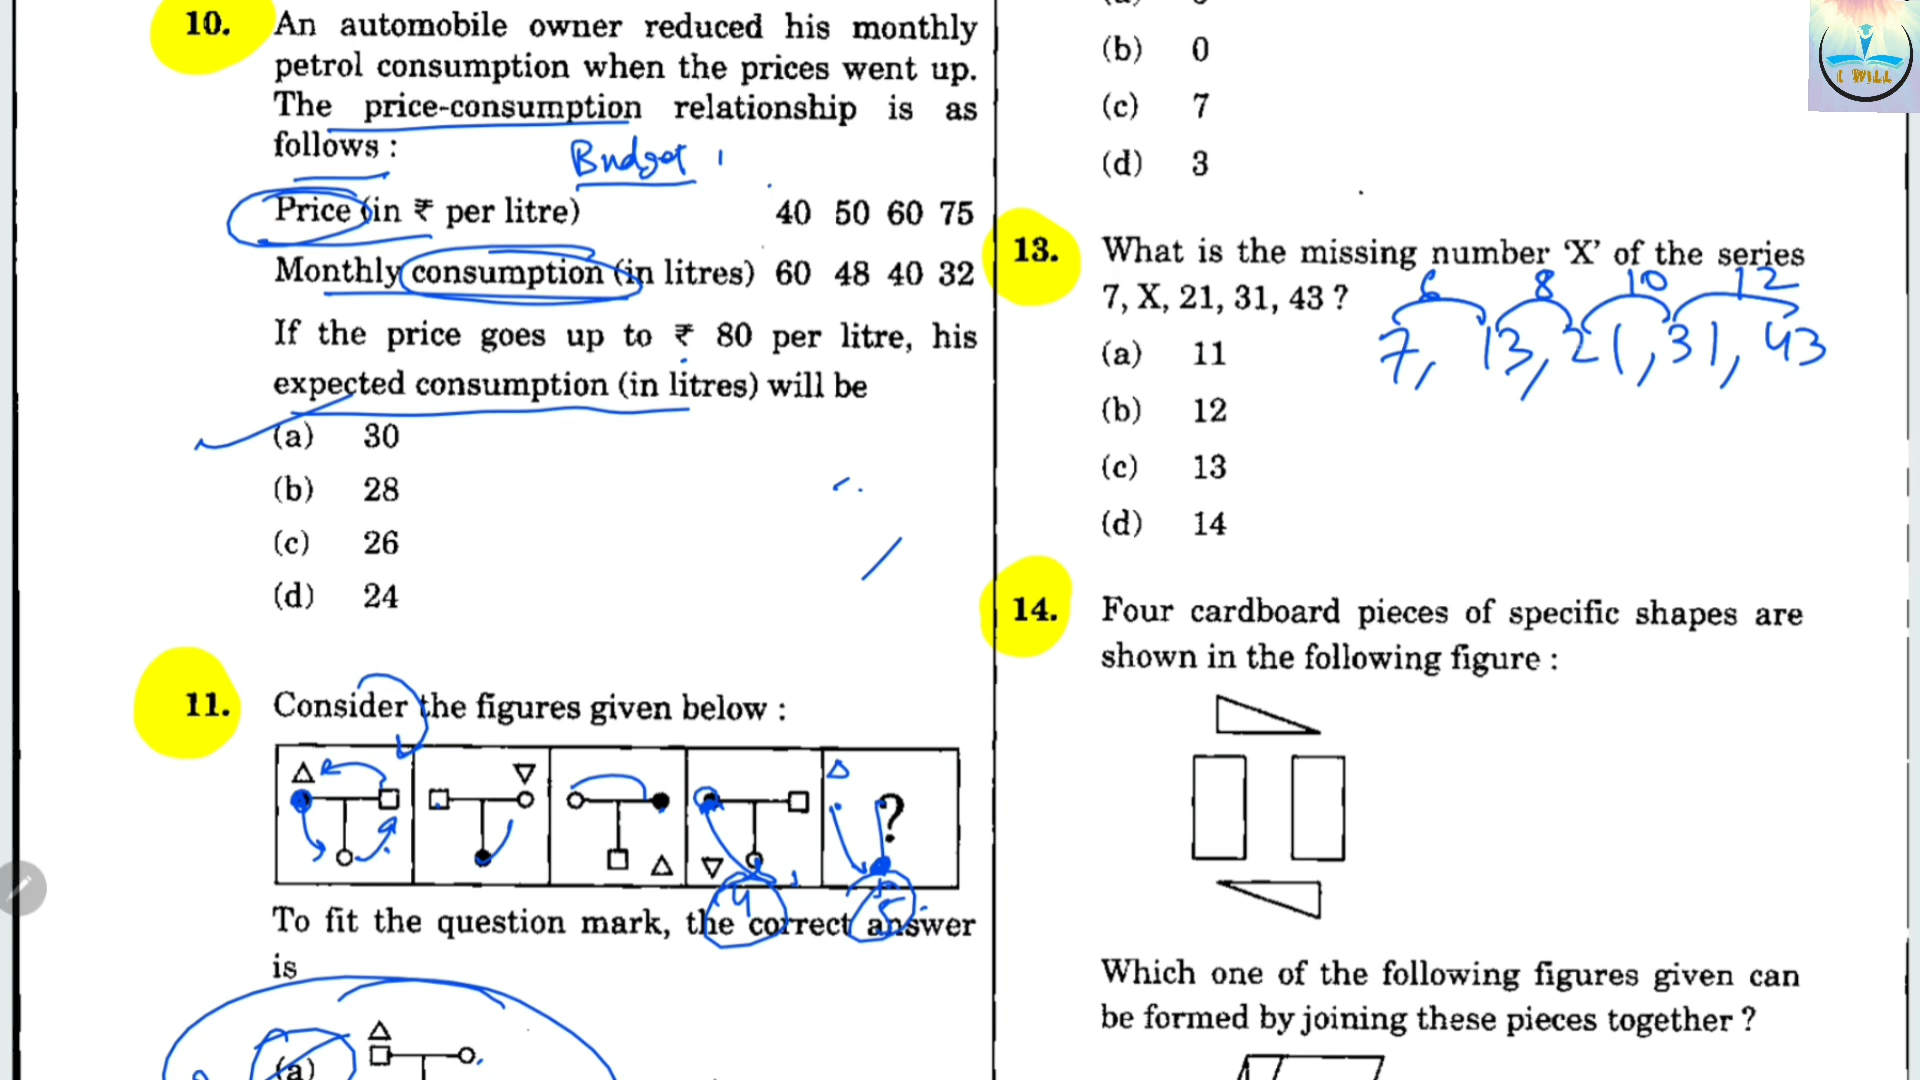 10. An automobile owner reduced his monthly
petrol consumption when the prices went up.
The price-consumption relationship is as
follows :
Budget
Price (in ₹ per litre) 40 50 60 75
Monthly consumption (in litres) 60 48 40 32
If the price goes up to ₹ 80 per litre, his
expected consumption (in litres) will be
(a) 30
(b) 28
(c) 26
(d) 24
11. Consider the figures given below :
?
4 5
To fit the question mark, the correct answer
is
(a)
(b) 0
(c) 7
(d) 3
I WILL
13. What is the missing number ‘X’ of the series
7, X, 21, 31, 43 ?
6 8 10 12
7, 13, 21, 31, 43
(a) 11
(b) 12
(c) 13
(d) 14
14. Four cardboard pieces of specific shapes are
shown in the following figure :
Which one of the following figures given can
be formed by joining these pieces together ?